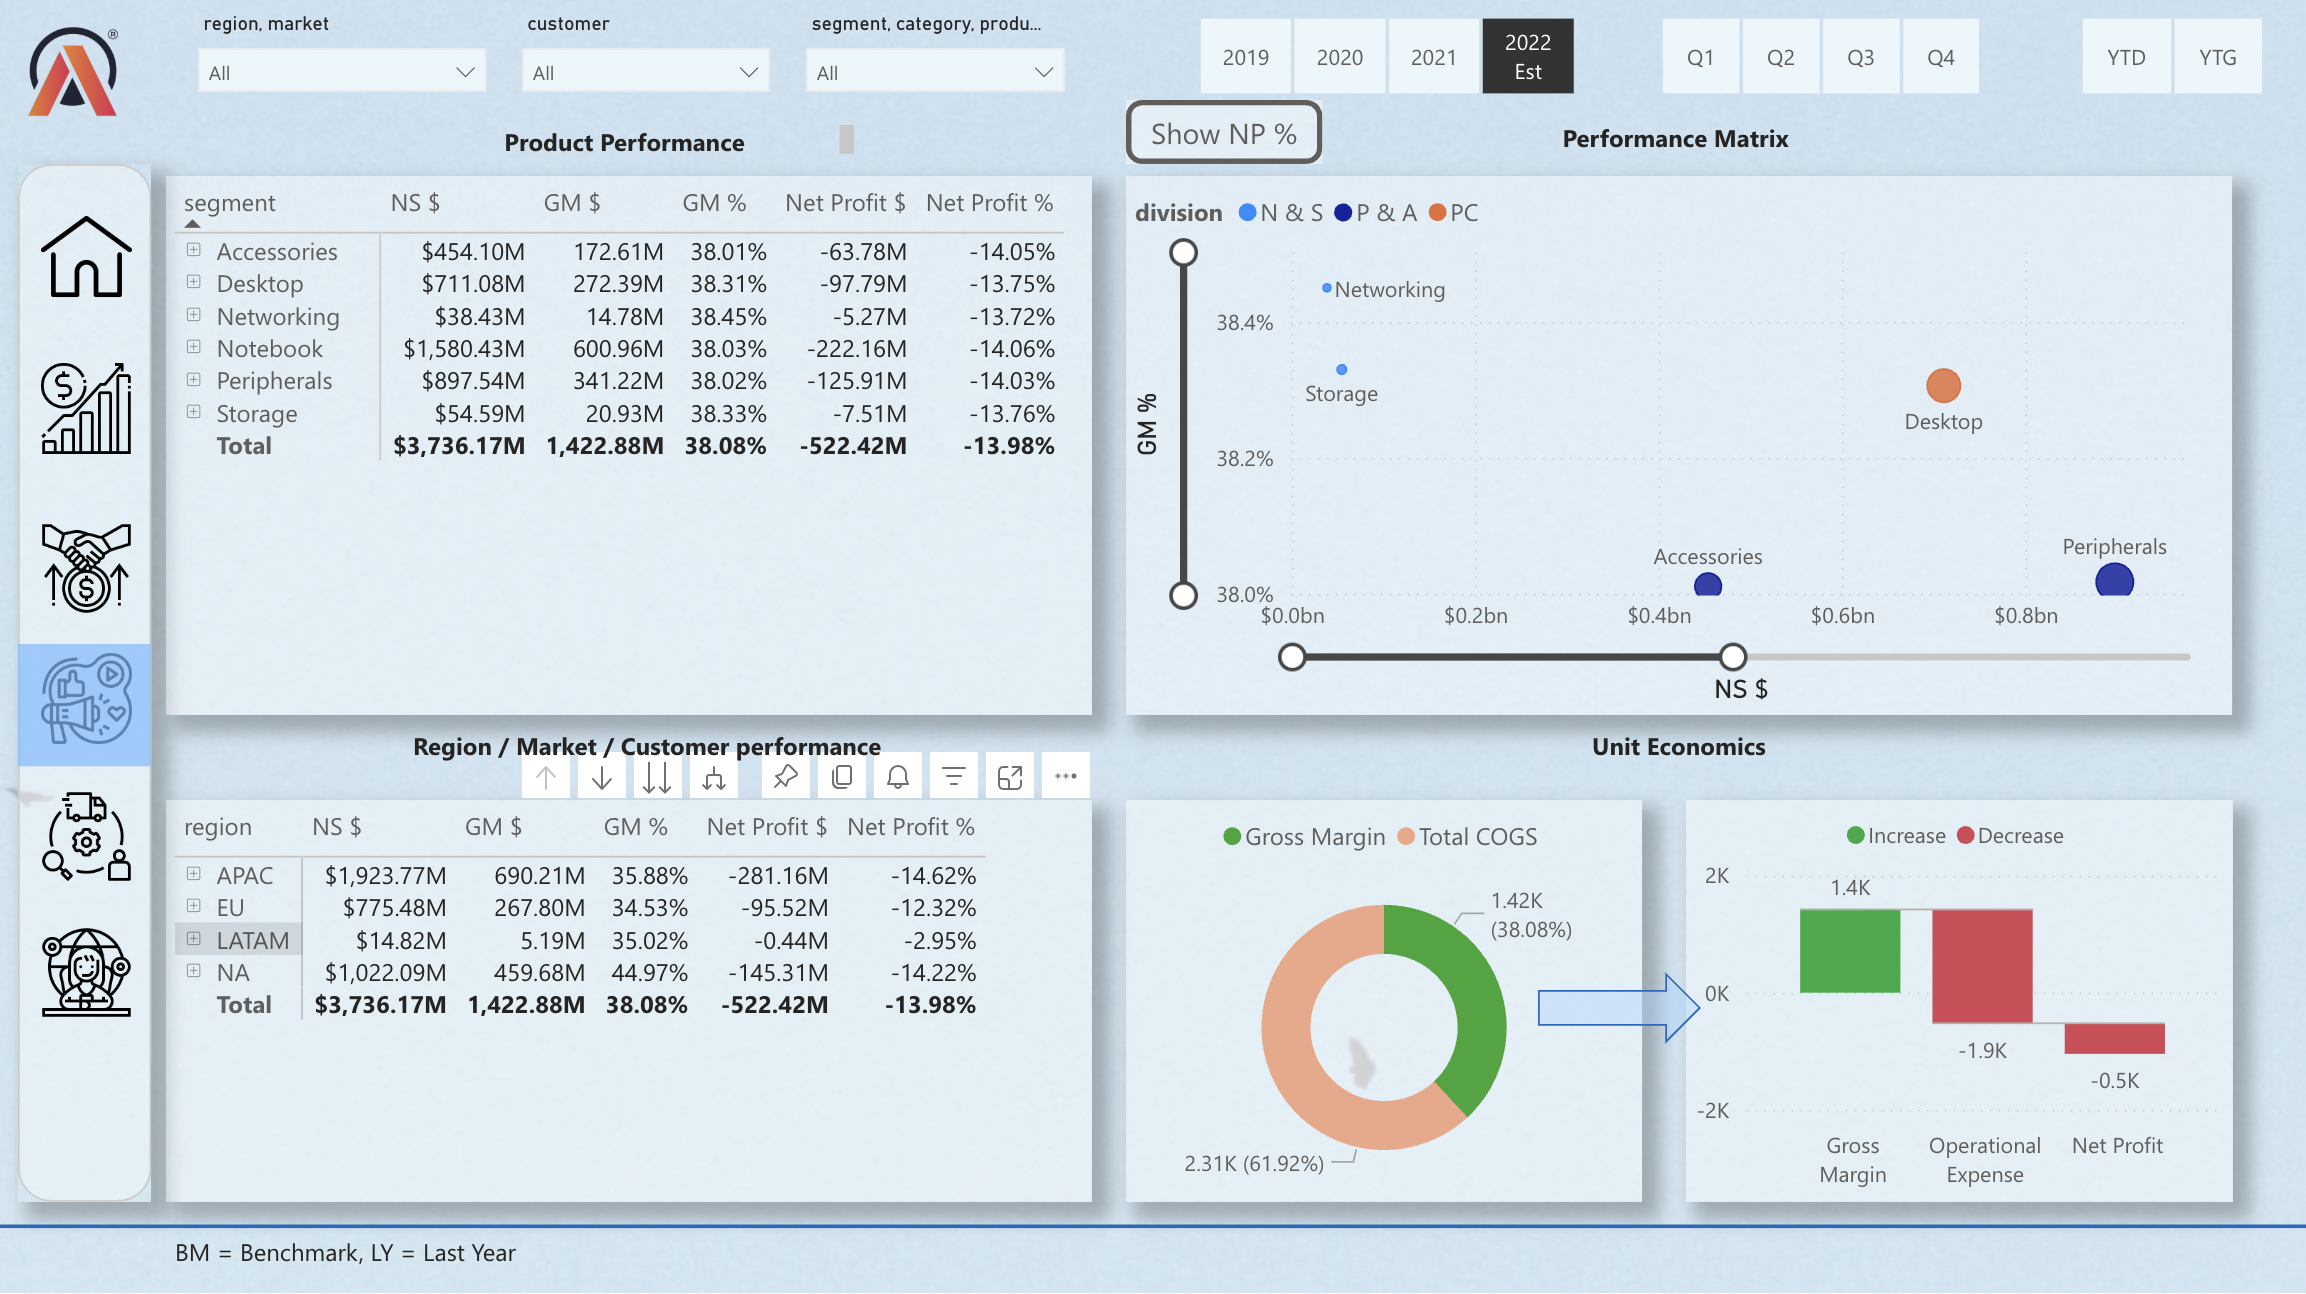 region, market
customer
segment, category, produ...
All
All
All
2019
2020
2021
2022
Est
Q1
Q2
Q3
Q4
YTD
YTG
®
Product Performance
Show NP %
Performance Matrix
segment NS $ GM $ GM % Net Profit $ Net Profit %
Accessories $454.10M 172.61M 38.01% -63.78M -14.05%
Desktop $711.08M 272.39M 38.31% -97.79M -13.75%
Networking $38.43M 14.78M 38.45% -5.27M -13.72%
Notebook $1,580.43M 600.96M 38.03% -222.16M -14.06%
Peripherals $897.54M 341.22M 38.02% -125.91M -14.03%
Storage $54.59M 20.93M 38.33% -7.51M -13.76%
Total $3,736.17M 1,422.88M 38.08% -522.42M -13.98%
division N & S P & A PC
GM %
38.4%
38.2%
38.0%
Networking
Storage
Desktop
Accessories
Peripherals
$0.0bn $0.2bn $0.4bn $0.6bn $0.8bn
NS $
Region / Market / Customer performance
region NS $ GM $ GM % Net Profit $ Net Profit %
APAC $1,923.77M 690.21M 35.88% -281.16M -14.62%
EU $775.48M 267.80M 34.53% -95.52M -12.32%
LATAM $14.82M 5.19M 35.02% -0.44M -2.95%
NA $1,022.09M 459.68M 44.97% -145.31M -14.22%
Total $3,736.17M 1,422.88M 38.08% -522.42M -13.98%
Unit Economics
Gross Margin Total COGS
1.42K
(38.08%)
2.31K (61.92%)
Increase Decrease
2K
0K
-2K
1.4K
-1.9K
-0.5K
Gross
Margin
Operational
Expense
Net Profit
BM = Benchmark, LY = Last Year